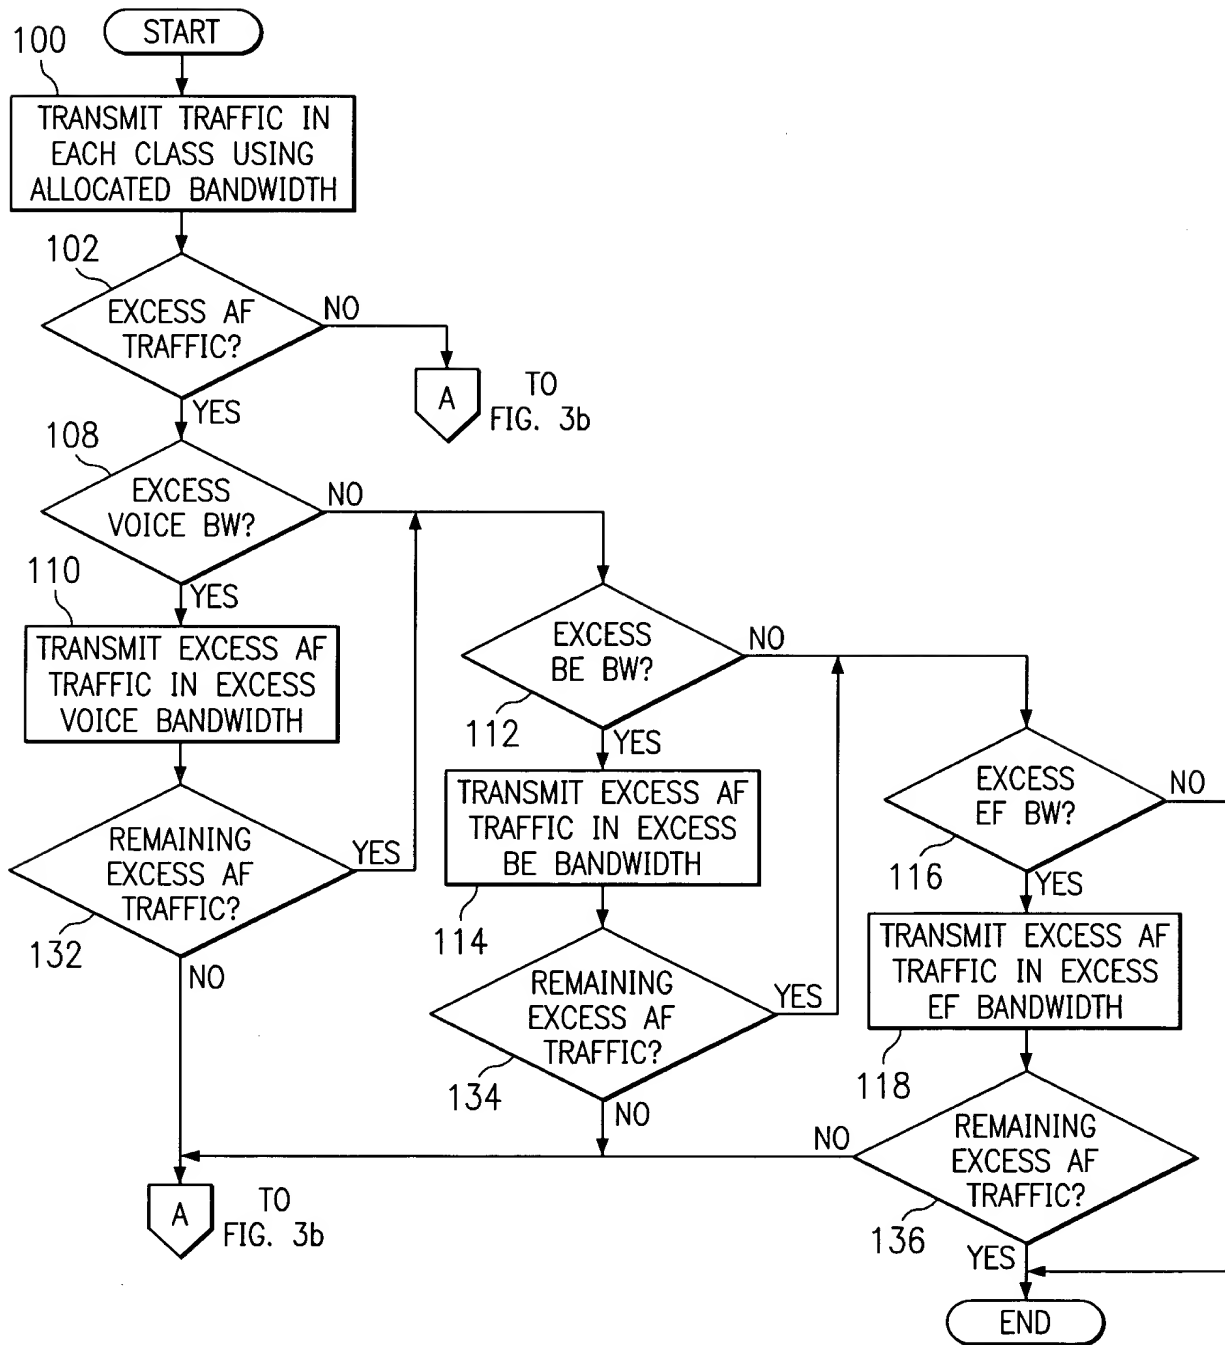 START
100
TRANSMIT TRAFFIC IN
EACH CLASS USING
ALLOCATED BANDWIDTH
102
EXCESS AF
TRAFFIC?
NO
A
TO
FIG. 3b
YES
108
EXCESS
VOICE BW?
NO
YES
110
TRANSMIT EXCESS AF
TRAFFIC IN EXCESS
VOICE BANDWIDTH
REMAINING
EXCESS AF
TRAFFIC?
YES
132
NO
EXCESS
BE BW?
NO
112
YES
TRANSMIT EXCESS AF
TRAFFIC IN EXCESS
BE BANDWIDTH
114
REMAINING
EXCESS AF
TRAFFIC?
YES
134
NO
EXCESS
EF BW?
NO
116
YES
TRANSMIT EXCESS AF
TRAFFIC IN EXCESS
EF BANDWIDTH
118
REMAINING
EXCESS AF
TRAFFIC?
NO
136
YES
A
TO
FIG. 3b
END